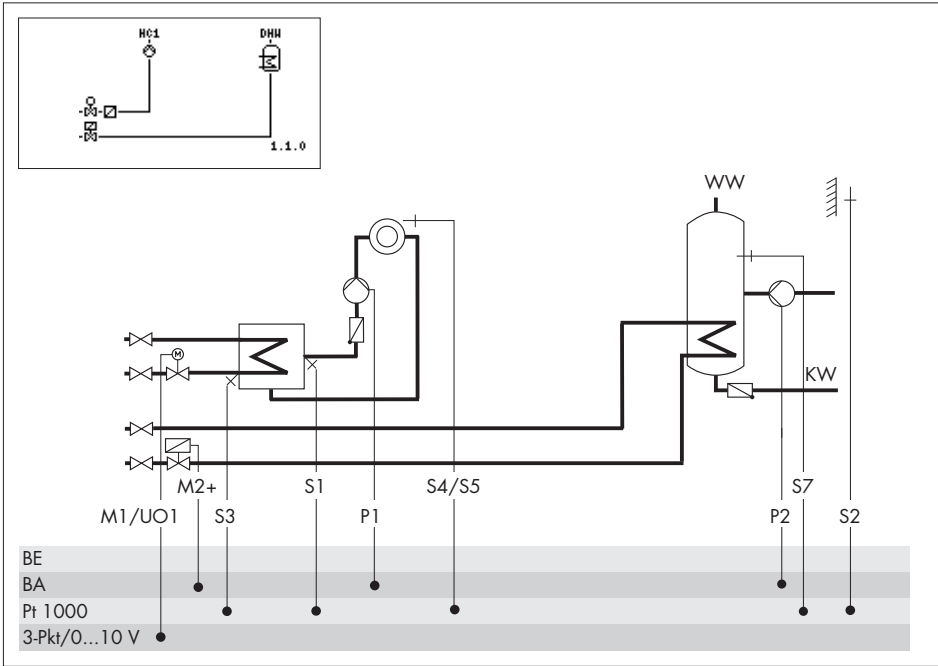 HC1 DHW
1.1.0
WW
M
KW
M2+ S1 S4/S5 S7
M1/UO1 S3 P1 P2 S2
BE
BA
Pt 1000
3-Pkt/0...10 V